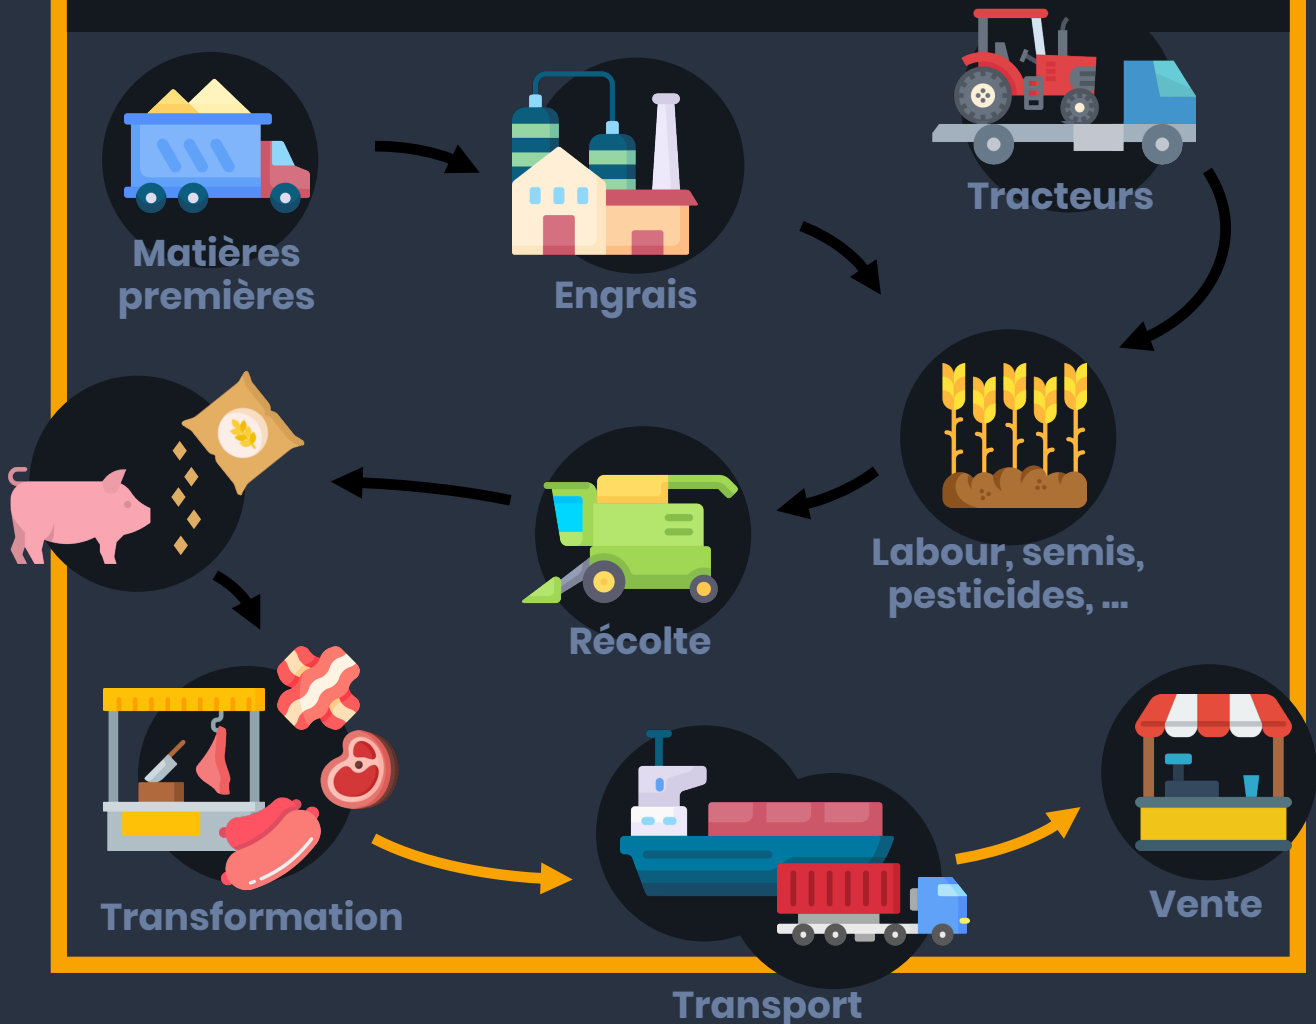 Tracteurs
Matières
premières
Engrais
Labour, semis,
pesticides, ...
Récolte
Transformation
Vente
Transport